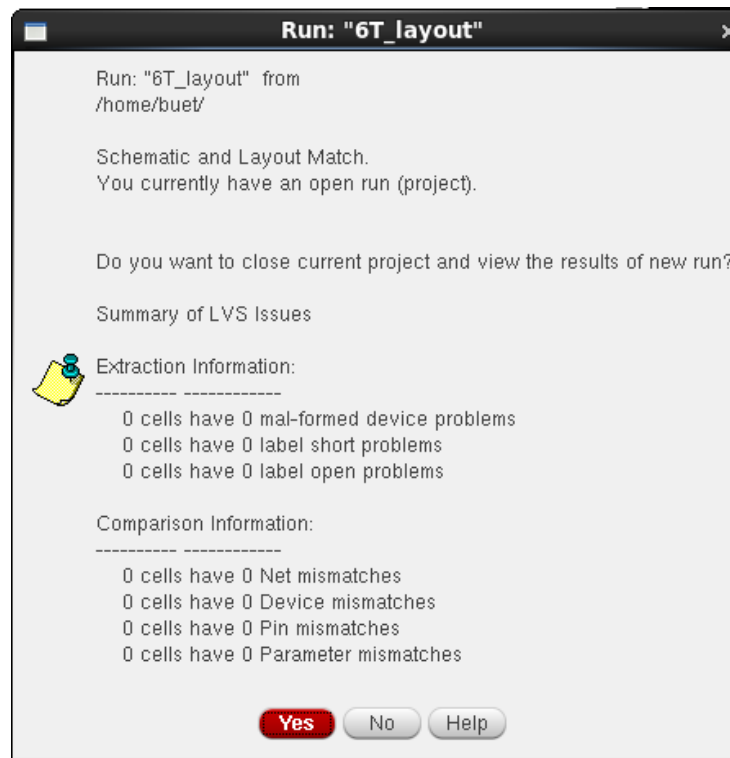 Run: "6T_layout"
Run: "6T_layout" from
/home/buet/
Schematic and Layout Match.
You currently have an open run (project).
Do you want to close current project and view the results of new run?
Summary of LVS Issues
Extraction Information:
---------- ------------
0 cells have 0 mal-formed device problems
0 cells have 0 label short problems
0 cells have 0 label open problems
Comparison Information:
---------- ------------
0 cells have 0 Net mismatches
0 cells have 0 Device mismatches
0 cells have 0 Pin mismatches
0 cells have 0 Parameter mismatches
Yes No Help